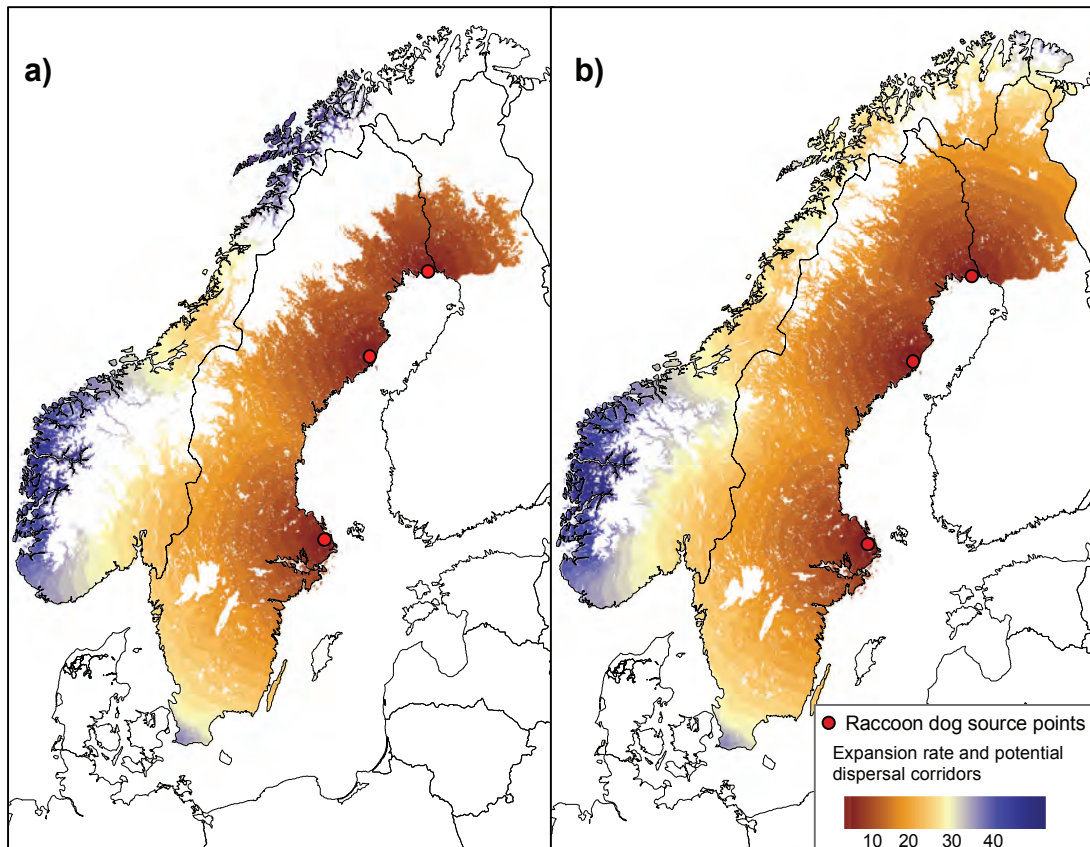 a)
b)
Raccoon dog source points
Expansion rate and potential
dispersal corridors
10 20 30 40